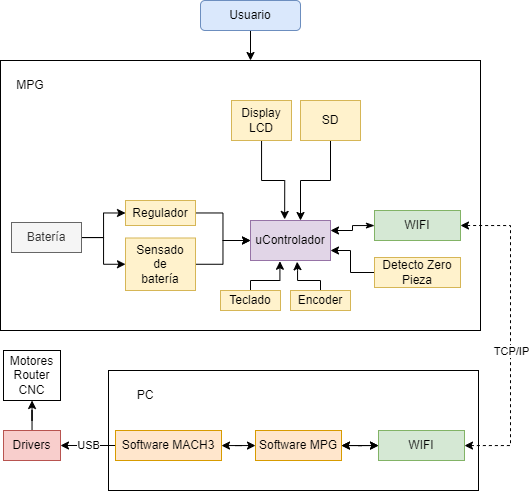 Usuario
MPG
Display
LCD
SD
Regulador
WIFI
Batería
uControlador
Sensado
de
batería
Detecto Zero
Pieza
Teclado
Encoder
TCP/IP
Motores
Router
CNC
PC
Drivers
USB
Software MACH3
Software MPG
WIFI